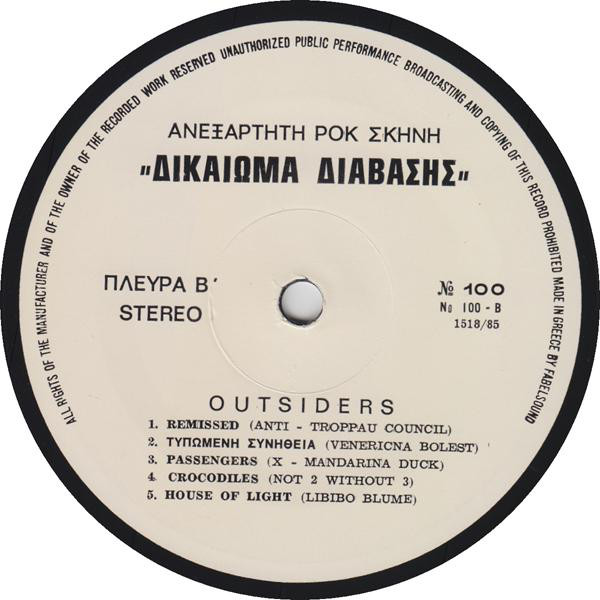 ALL RIGHTS OF THE MANUFACTURER AND OF THE OWNER OF THE RECORDED WORK RESERVED UNAUTHORIZED PUBLIC PERFORMANCE BROADCASTING AND COPYING OF THIS RECORD PROHIBITED MADE IN GREECE BY FABELSOUND
ΑΝΕΞΑΡΤΗΤΗ ΡΟΚ ΣΚΗΝΗ
„ΔΙΚΑΙΩΜΑ ΔΙΑΒΑΣΗΣ„
ΠΛΕΥΡΑ Β΄
STEREO
№ 100
No 100 - B
1518/85
OUTSIDERS
1. REMISSED (ANTI - TROPPAU COUNCIL)
2. ΤΥΠΩΜΕΝΗ ΣΥΝΗΘΕΙΑ (VENERICNA BOLEST)
3. PASSENGERS (X - MANDARINA DUCK)
4. CROCODILES (NOT 2 WITHOUT 3)
5. HOUSE OF LIGHT (LIBIBO BLUME)